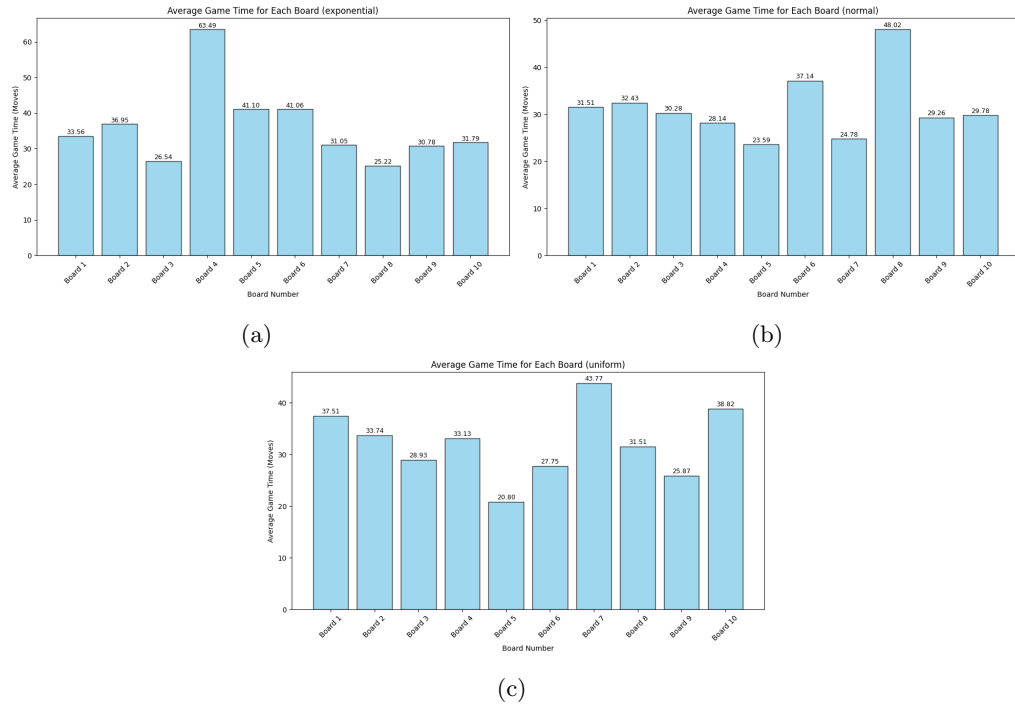 Average Game Time for Each Board (exponential)
Average Game Time (Moves)
60
50
40
30
20
10
0
33.56
36.95
26.54
63.49
41.10
41.06
31.05
25.22
30.78
31.79
Board 1
Board 2
Board 3
Board 4
Board 5
Board 6
Board 7
Board 8
Board 9
Board 10
Board Number
(a)
Average Game Time for Each Board (normal)
Average Game Time (Moves)
50
40
30
20
10
0
31.51
32.43
30.28
28.14
23.59
37.14
24.78
48.02
29.26
29.78
Board 1
Board 2
Board 3
Board 4
Board 5
Board 6
Board 7
Board 8
Board 9
Board 10
Board Number
(b)
Average Game Time for Each Board (uniform)
Average Game Time (Moves)
40
30
20
10
0
37.51
33.74
28.93
33.13
20.80
27.75
43.77
31.51
25.87
38.82
Board 1
Board 2
Board 3
Board 4
Board 5
Board 6
Board 7
Board 8
Board 9
Board 10
Board Number
(c)